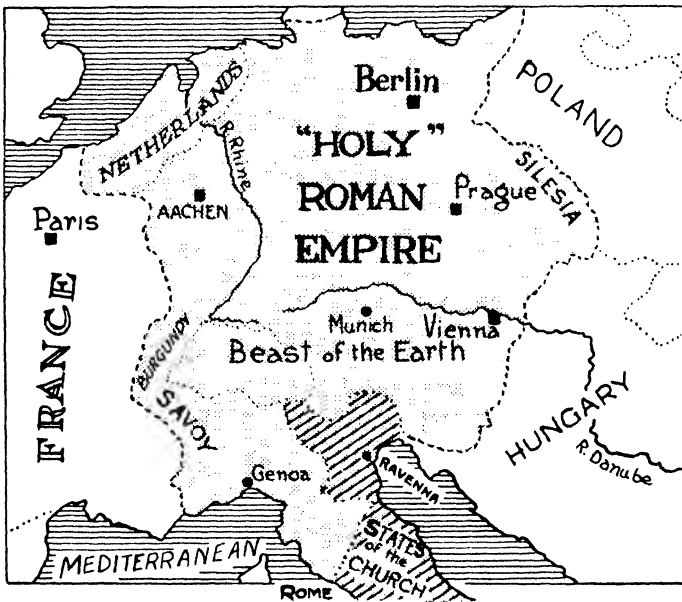 Berlin
POLAND
NETHERLANDS
R. Rhine
"HOLY"
ROMAN
EMPIRE
SILESIA
Prague
AACHEN
Paris
FRANCE
Munich
Vienna
BURGUNDY
Beast of the Earth
SAVOY
HUNGARY
R. Danube
Genoa
RAVENNA
STATES
of the
CHURCH
MEDITERRANEAN
ROME